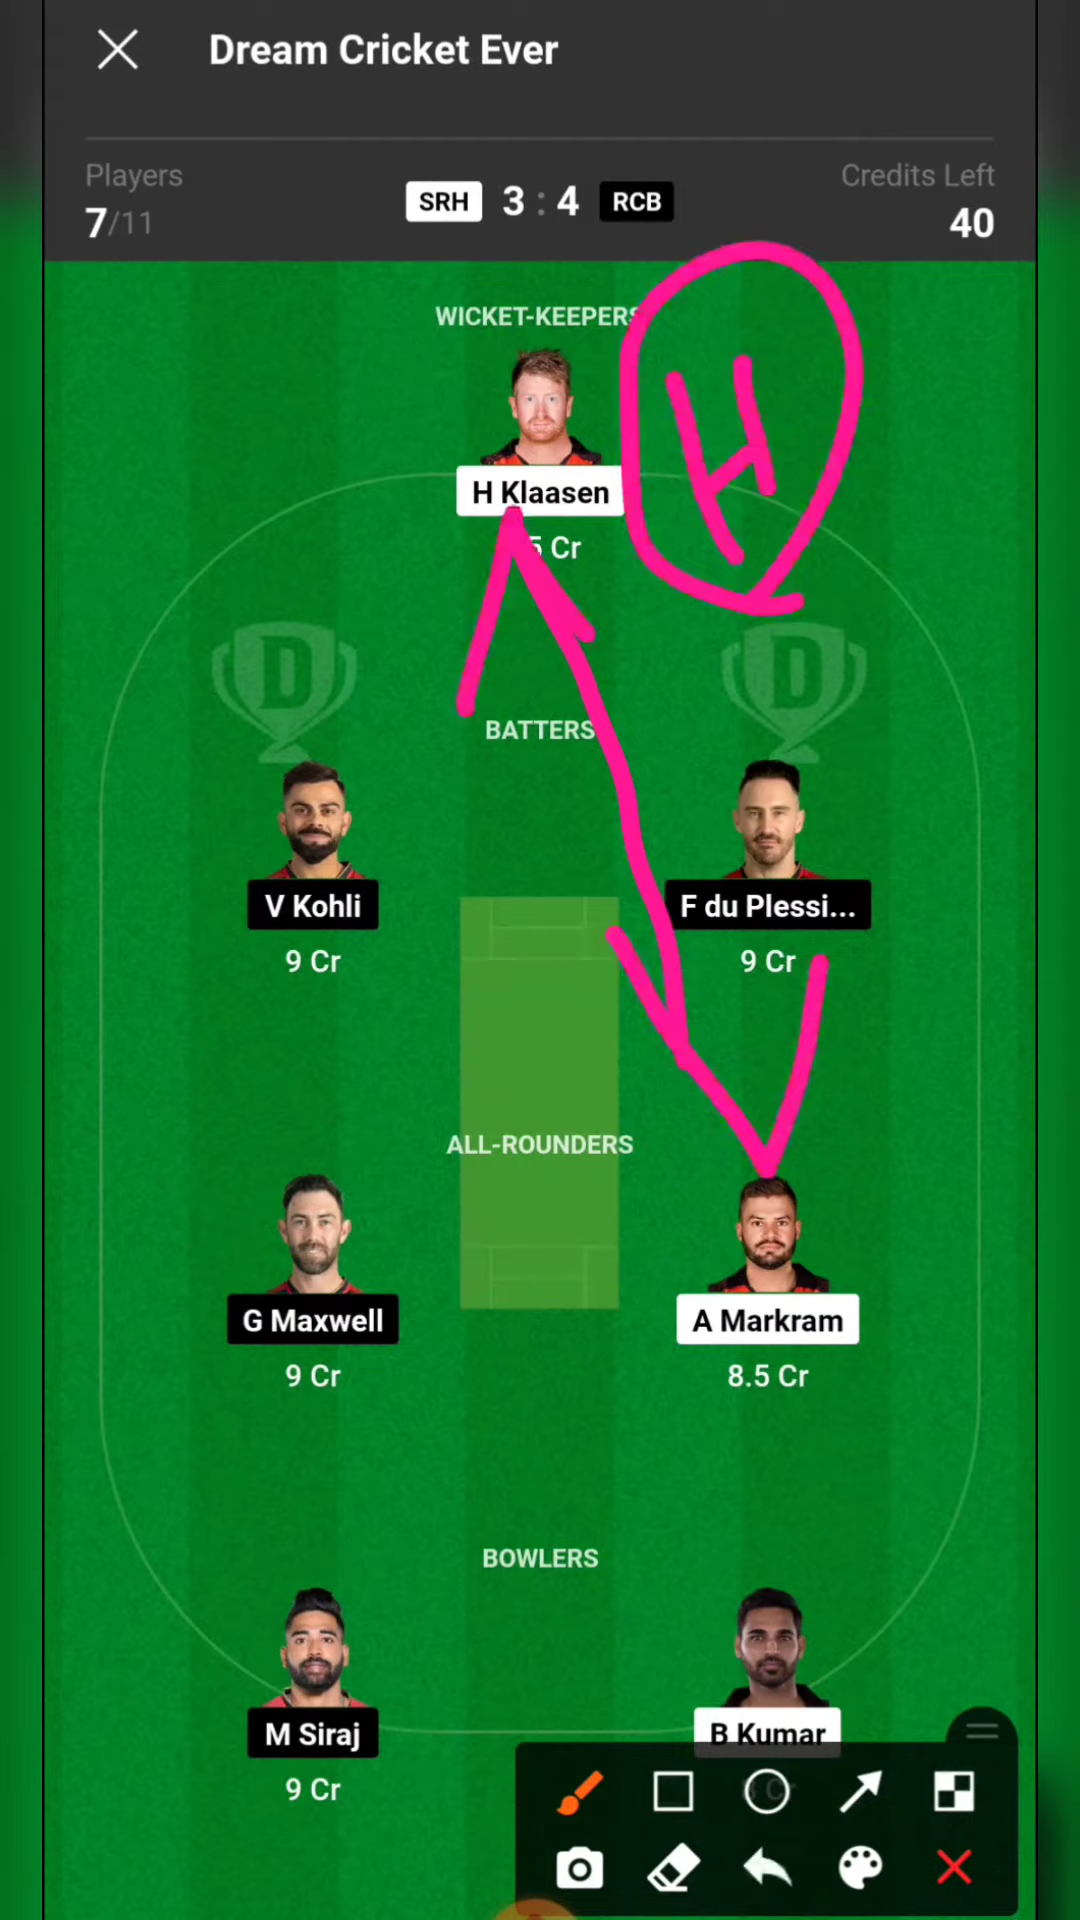 Dream Cricket Ever
Players
7/11
SRH 3 : 4 RCB
Credits Left
40
WICKET-KEEPERS
H
H Klaasen
5 Cr
D D
BATTERS
V Kohli F du Plessi...
9 Cr 9 Cr
ALL-ROUNDERS
G Maxwell A Markram
9 Cr 8.5 Cr
BOWLERS
M Siraj B Kumar
9 Cr